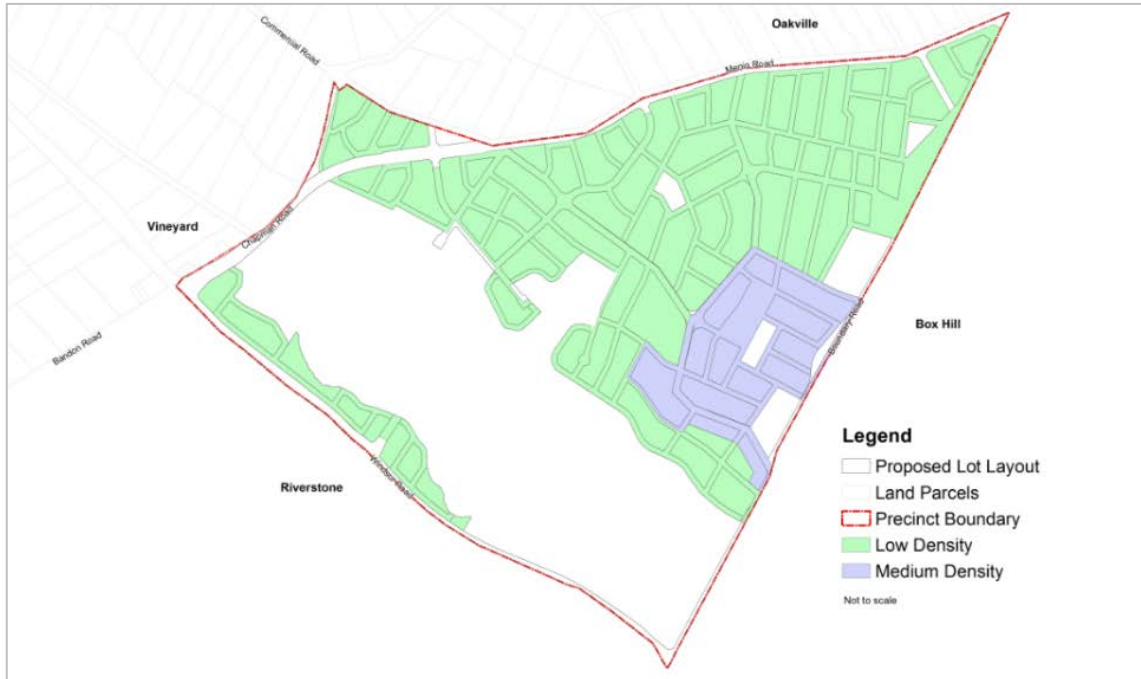 Oakville
Commercial Road
Menin Road
Vineyard
Chapman Road
Bandon Road
Box Hill
Boundary Road
Riverstone
Windsor Road
Legend
Proposed Lot Layout
Land Parcels
Precinct Boundary
Low Density
Medium Density
Not to scale